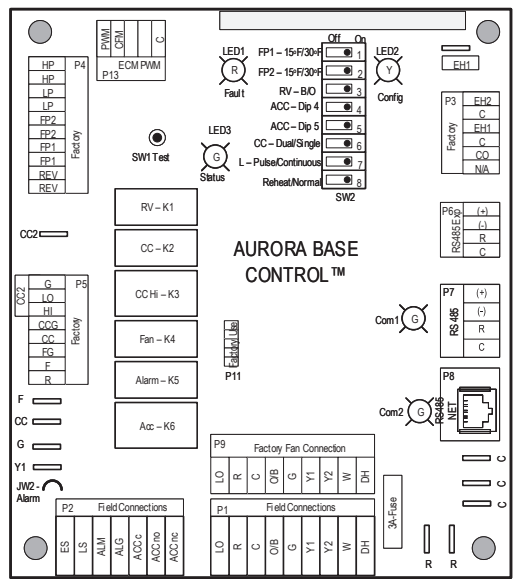 PWM
CFM
C
ECM PWM
P13
HP
HP
LP
LP
FP2
FP2
FP1
FP1
REV
REV
P4
Factory
SW1 Test
LED1
R
Fault
LED3
G
Status
Off On
FP1 – 15ºF/30ºF
FP2 – 15ºF/30ºF
RV – B/O
ACC – Dip 4
ACC – Dip 5
CC – Dual/Single
L – Pulse/Continuous
Reheat/Normal
1
2
3
4
5
6
7
8
SW2
LED2
Y
Config
EH1
P3
Factory
EH2
C
EH1
C
CO
N/A
P6
RS485 Exp
(+)
(-)
R
C
P7
RS 485
(+)
(-)
R
C
Com1
G
P8
RS485
NET
Com2
G
RV – K1
CC – K2
CC Hi – K3
Fan – K4
Alarm – K5
Acc – K6
AURORA BASE
CONTROL™
Factory Use
P11
CC2
CC2
G
LO
HI
CCG
CC
FG
F
R
P5
Factory
F
CC
G
Y1
JW2 -
Alarm
P9
Factory Fan Connection
LO
R
C
O/B
G
Y1
Y2
W
DH
P2
Field Connections
ES
LS
ALM
ALG
ACC c
ACC no
ACC nc
P1
Field Connections
LO
R
C
O/B
G
Y1
Y2
W
DH
3A-Fuse
C
C
C
R
R